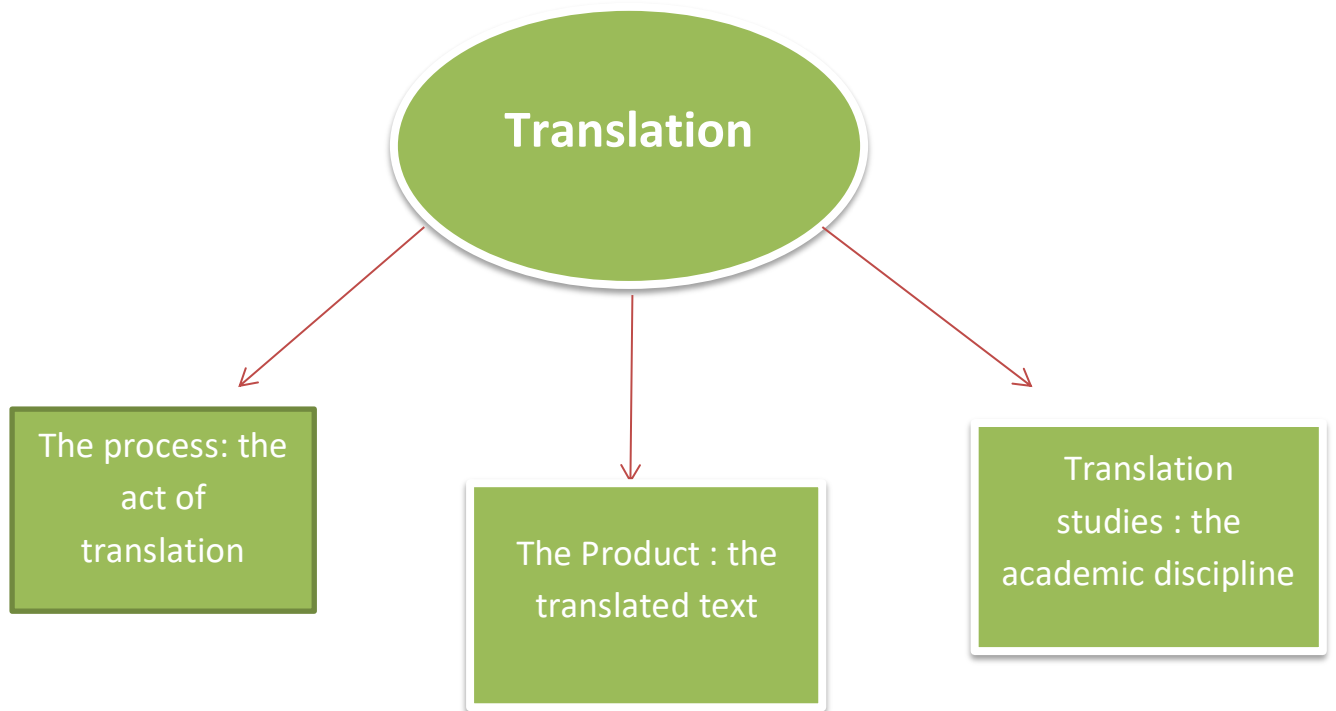 Translation
The process: the
act of
translation
The Product : the
translated text
Translation
studies : the
academic discipline